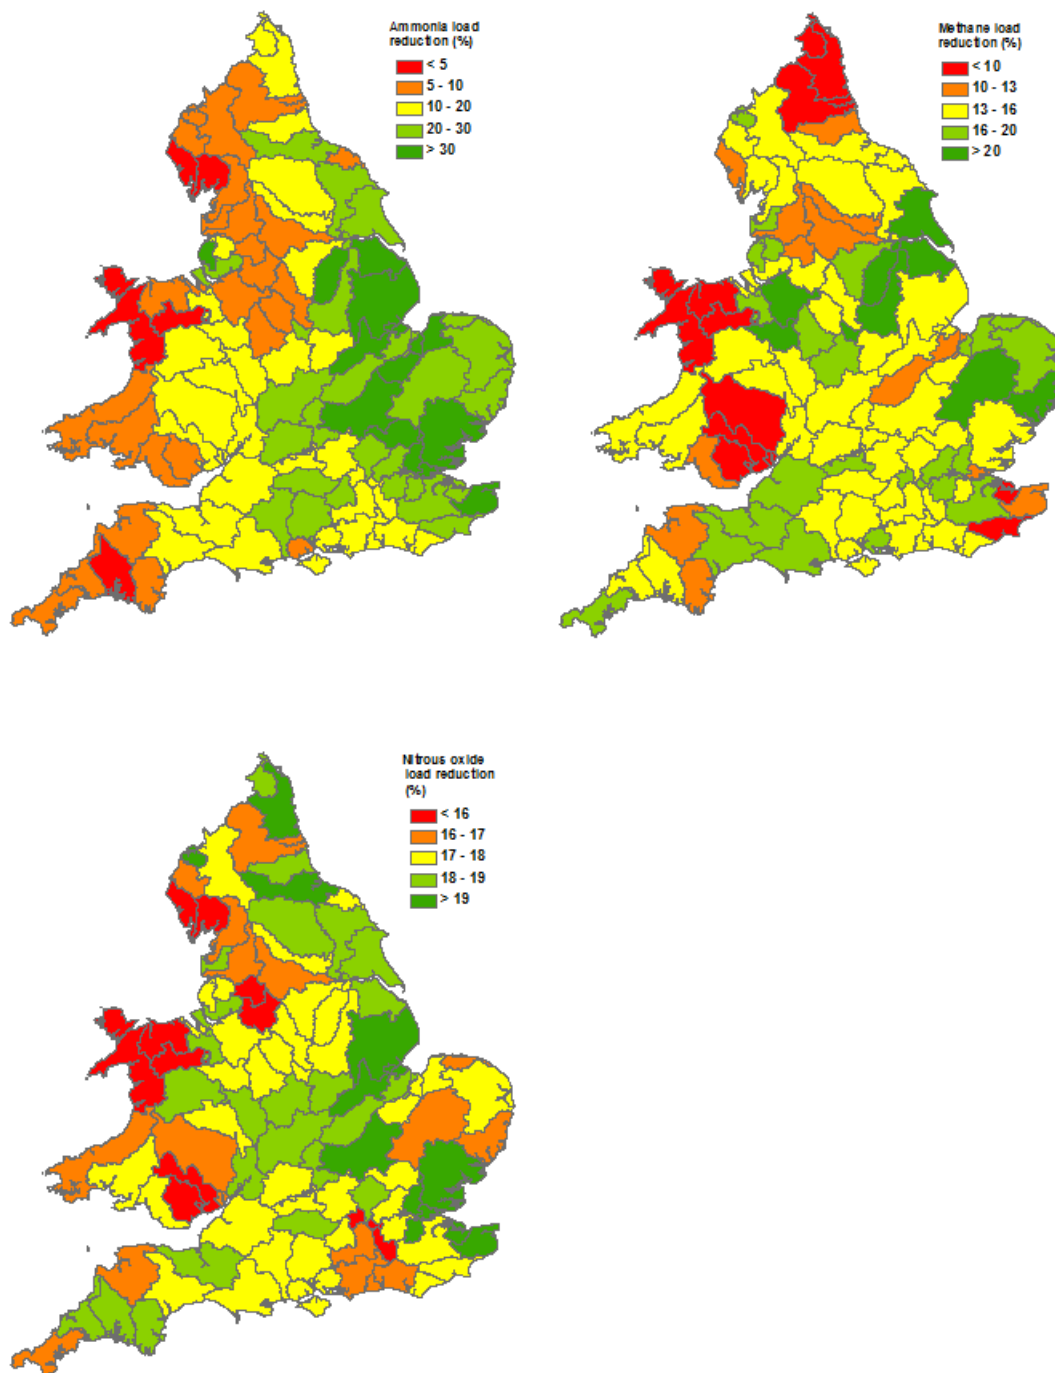 Ammonia load
reduction (%)
< 5
5 - 10
10 - 20
20 - 30
> 30
Methane load
reduction (%)
< 10
10 - 13
13 - 16
16 - 20
> 20
Nitrous oxide
load reduction
(%)
< 16
16 - 17
17 - 18
18 - 19
> 19